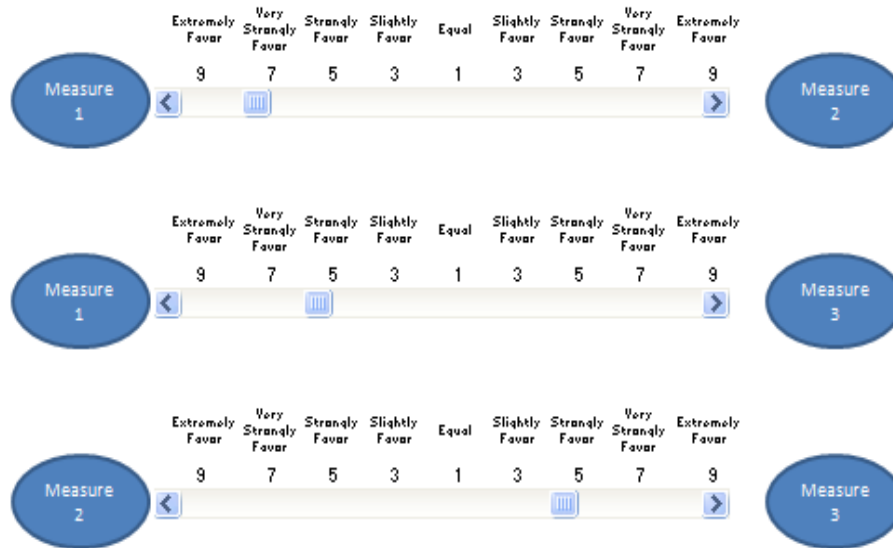 Extremely Favor Very Strongly Favor Strongly Favor Slightly Favor Equal Slightly Favor Strongly Favor Very Strongly Favor Extremely Favor
9 7 5 3 1 3 5 7 9
Measure 1
Measure 2
Extremely Favor Very Strongly Favor Strongly Favor Slightly Favor Equal Slightly Favor Strongly Favor Very Strongly Favor Extremely Favor
9 7 5 3 1 3 5 7 9
Measure 1
Measure 3
Extremely Favor Very Strongly Favor Strongly Favor Slightly Favor Equal Slightly Favor Strongly Favor Very Strongly Favor Extremely Favor
9 7 5 3 1 3 5 7 9
Measure 2
Measure 3